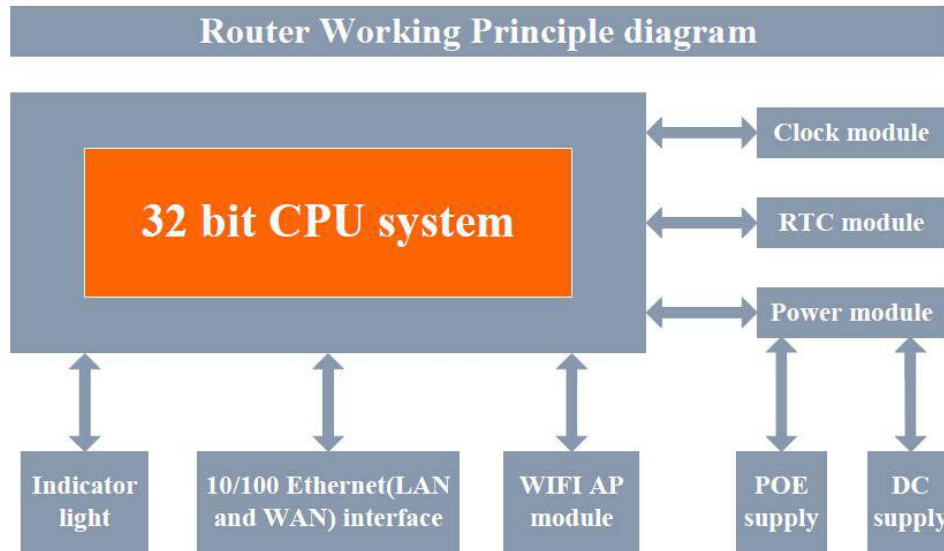 Router Working Principle diagram
32 bit CPU system
Clock module
RTC module
Power module
Indicator
light
10/100 Ethernet(LAN
and WAN) interface
WIFI AP
module
POE
supply
DC
supply